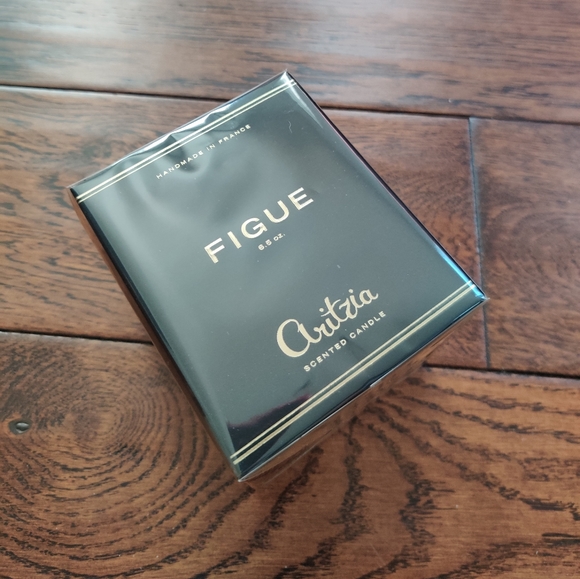 HANDMADE IN FRANCE
FIGUE
6.5 oz.
aritzia
SCENTED CANDLE